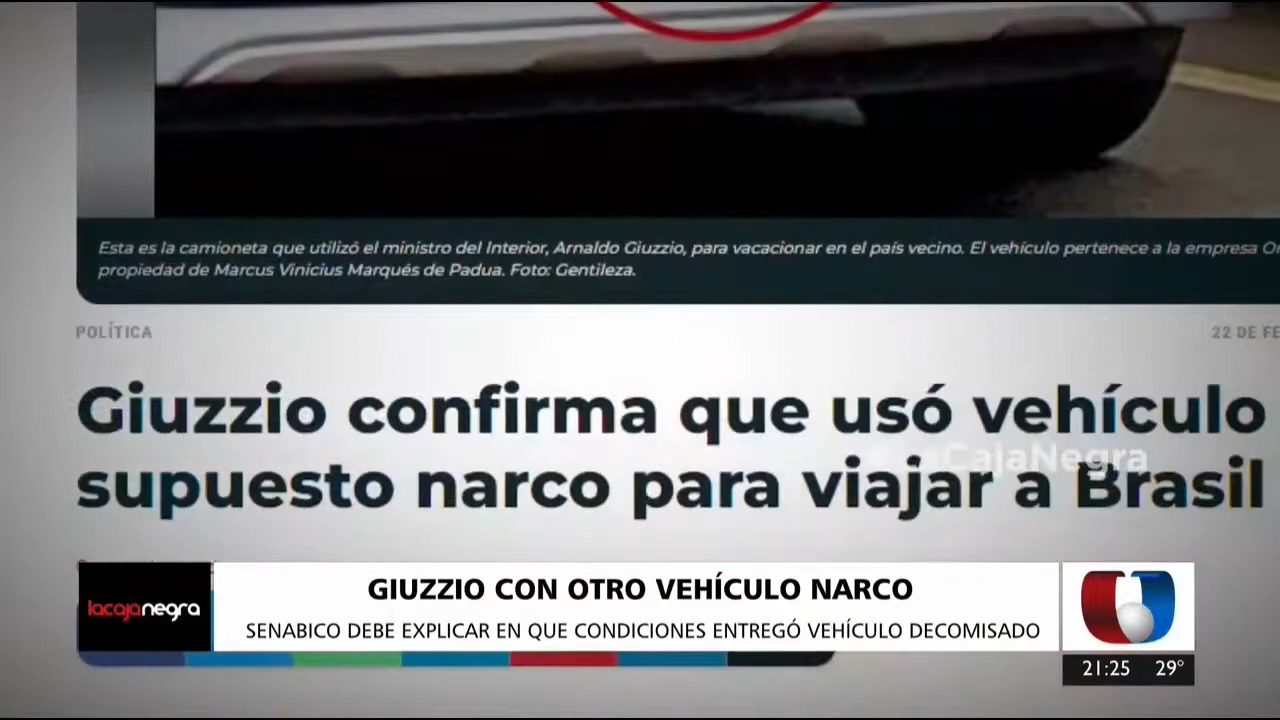 Esta es la camioneta que utilizó el ministro del Interior, Arnaldo Giuzzio, para vacacionar en el país vecino. El vehículo pertenece a la empresa
propiedad de Marcus Vinicius Marqués de Padua. Foto: Gentileza.
POLÍTICA
22 DE FE
Giuzzio confirma que usó vehículo
supuesto narco para viajar a Brasil
LaCajaNegra
lacajanegra
GIUZZIO CON OTRO VEHÍCULO NARCO
SENABICO DEBE EXPLICAR EN QUE CONDICIONES ENTREGÓ VEHÍCULO DECOMISADO
21:25 29°